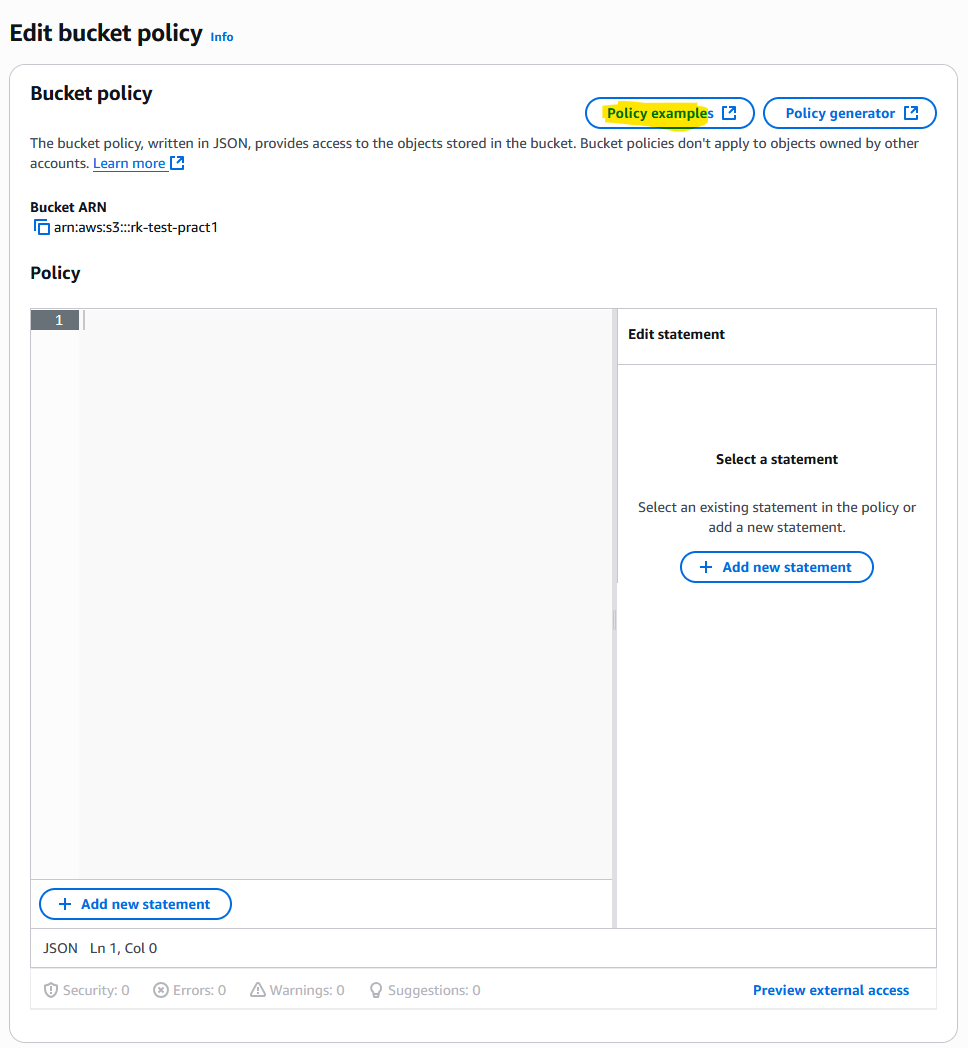 Edit bucket policy Info
Bucket policy
Policy examples
Policy generator
The bucket policy, written in JSON, provides access to the objects stored in the bucket. Bucket policies don't apply to objects owned by other
accounts. Learn more
Bucket ARN
arn:aws:s3:::rk-test-pract1
Policy
1
Edit statement
Select a statement
Select an existing statement in the policy or
add a new statement.
+ Add new statement
+ Add new statement
JSON Ln 1, Col 0
Security: 0 Errors: 0 Warnings: 0 Suggestions: 0
Preview external access